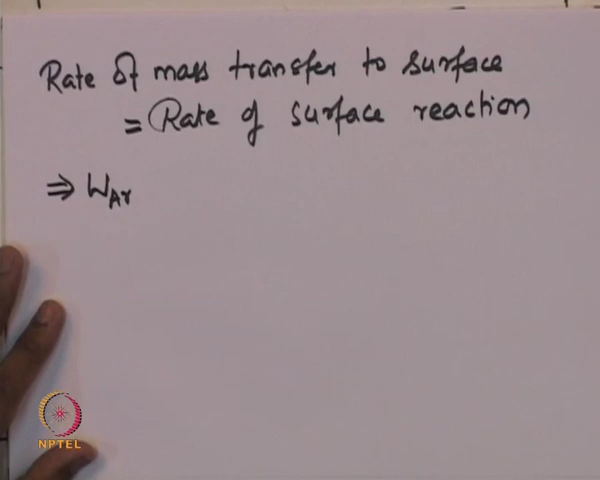 Rate of mass transfer to surface
= Rate of surface reaction
⇒ W_Ar
NPTEL